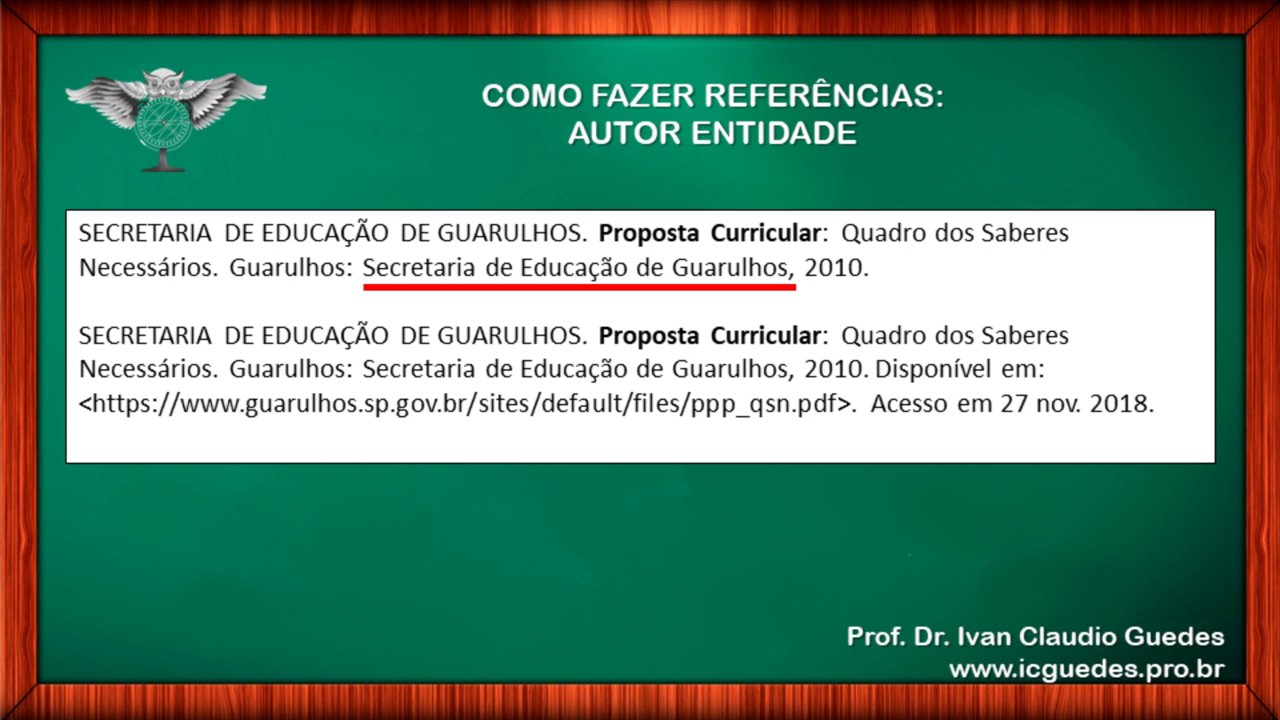 COMO FAZER REFERÊNCIAS:
AUTOR ENTIDADE
SECRETARIA DE EDUCAÇÃO DE GUARULHOS. Proposta Curricular: Quadro dos Saberes
Necessários. Guarulhos: Secretaria de Educação de Guarulhos, 2010.
SECRETARIA DE EDUCAÇÃO DE GUARULHOS. Proposta Curricular: Quadro dos Saberes
Necessários. Guarulhos: Secretaria de Educação de Guarulhos, 2010. Disponível em:
<https://www.guarulhos.sp.gov.br/sites/default/files/ppp_qsn.pdf>. Acesso em 27 nov. 2018.
Prof. Dr. Ivan Claudio Guedes
www.icguedes.pro.br